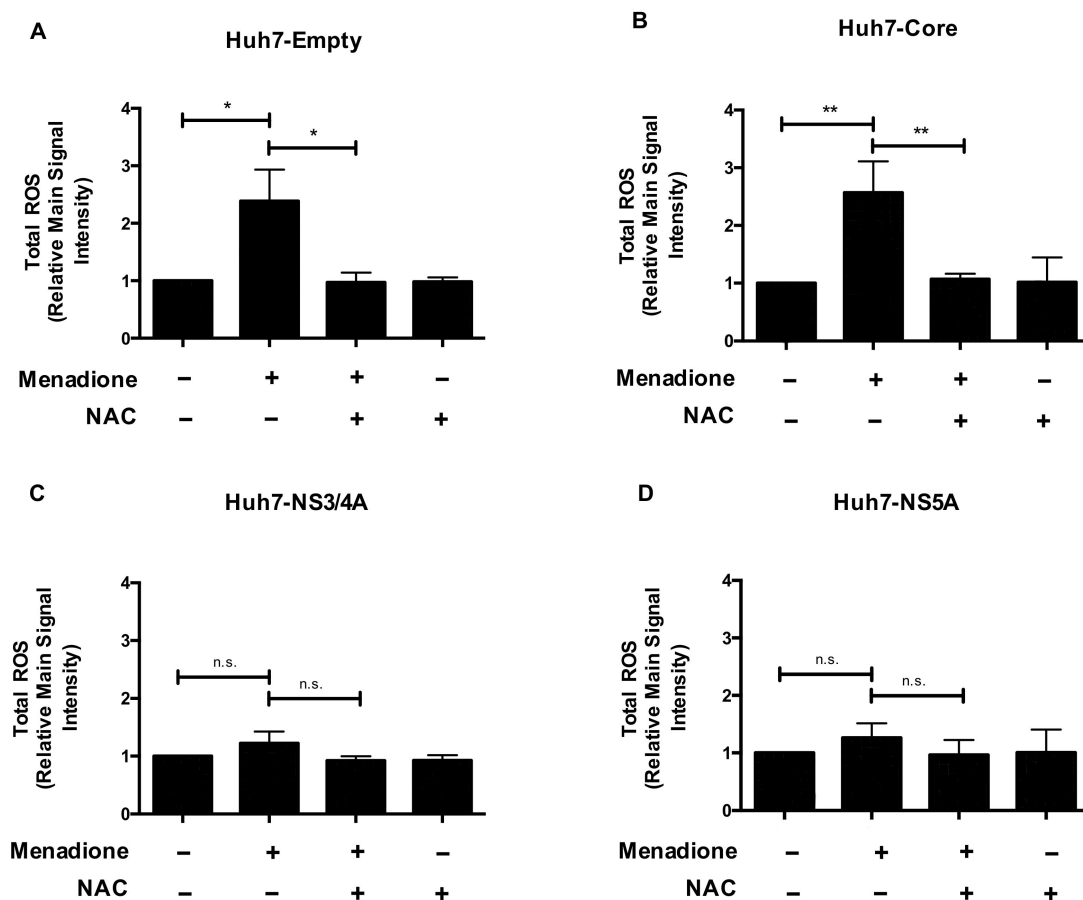 A
Huh7-Empty
Total ROS
(Relative Main Signal
Intensity)
4
3
2
1
0
*
*
Menadione – + + –
NAC – – + +
B
Huh7-Core
Total ROS
(Relative Main Signal
Intensity)
4
3
2
1
0
**
**
Menadione – + + –
NAC – – + +
C
Huh7-NS3/4A
Total ROS
(Relative Main Signal
Intensity)
4
3
2
1
0
n.s.
n.s.
Menadione – + + –
NAC – – + +
D
Huh7-NS5A
Total ROS
(Relative Main Signal
Intensity)
4
3
2
1
0
n.s.
n.s.
Menadione – + + –
NAC – – + +